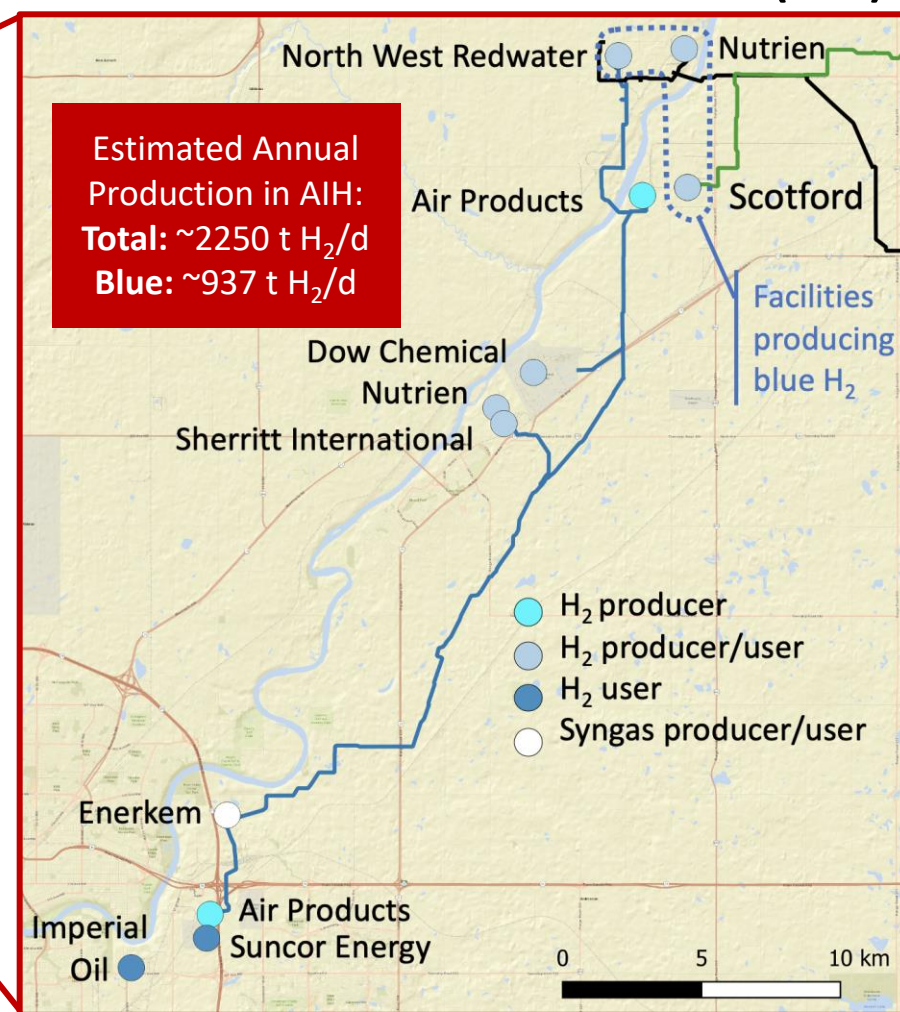 North West Redwater
Nutrien
Estimated Annual
Production in AIH:
Total: ~2250 t H₂/d
Blue: ~937 t H₂/d
Air Products
Scotford
Facilities
producing
blue H₂
Dow Chemical
Nutrien
Sherritt International
H₂ producer
H₂ producer/user
H₂ user
Syngas producer/user
Enerkem
Air Products
Suncor Energy
Imperial
Oil
0 5 10 km